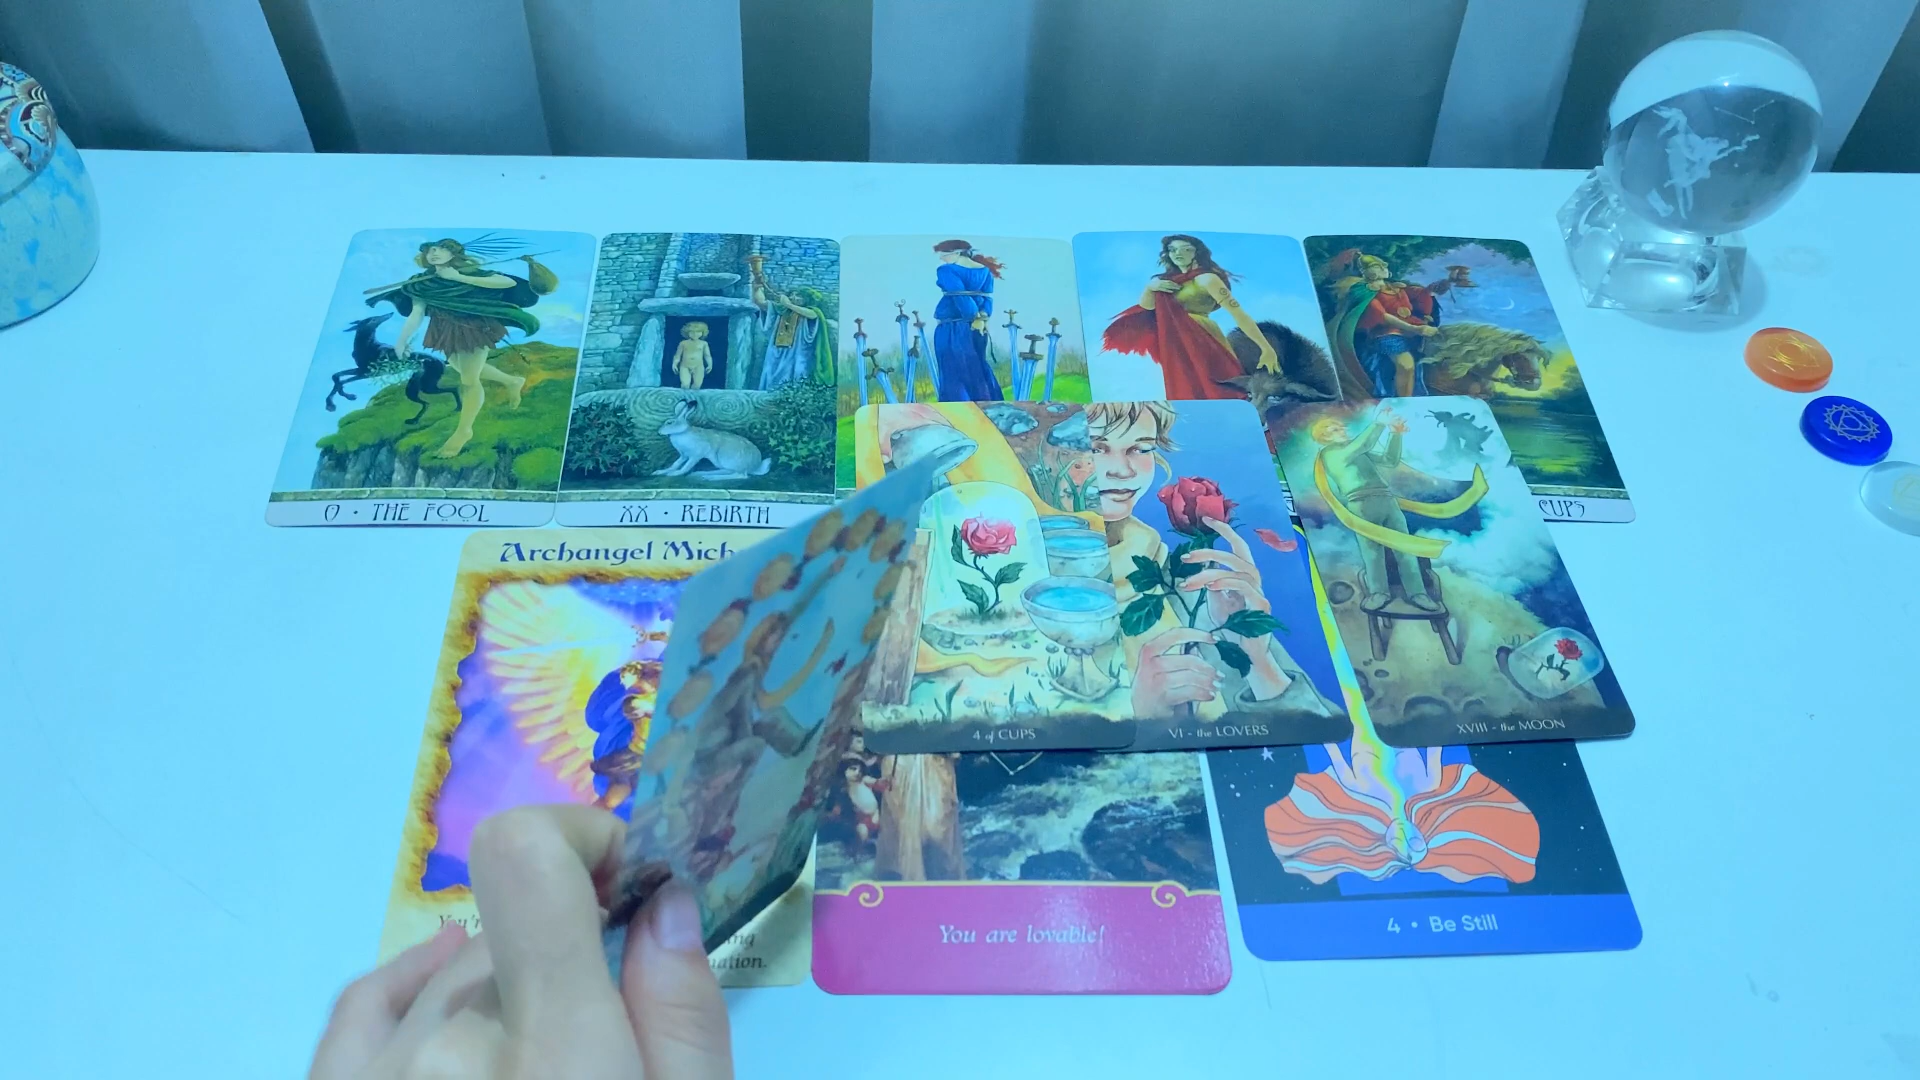 0 • THE FOOL
XX • REBIRTH
CUPS
Archangel Mich
4 of CUPS
VI - the LOVERS
XVIII - the MOON
You'r
You are lovable!
4 • Be Still